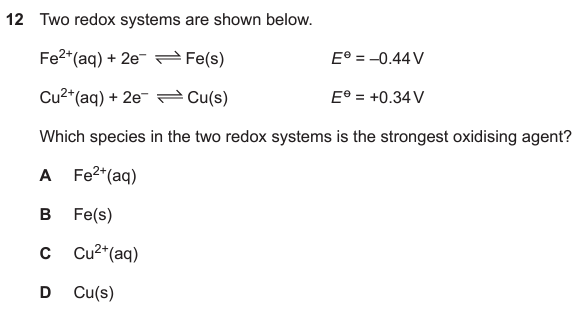 12 Two redox systems are shown below.
Fe²⁺(aq) + 2e⁻ ⇌ Fe(s) E⦵ = –0.44 V
Cu²⁺(aq) + 2e⁻ ⇌ Cu(s) E⦵ = +0.34 V
Which species in the two redox systems is the strongest oxidising agent?
A Fe²⁺(aq)
B Fe(s)
C Cu²⁺(aq)
D Cu(s)